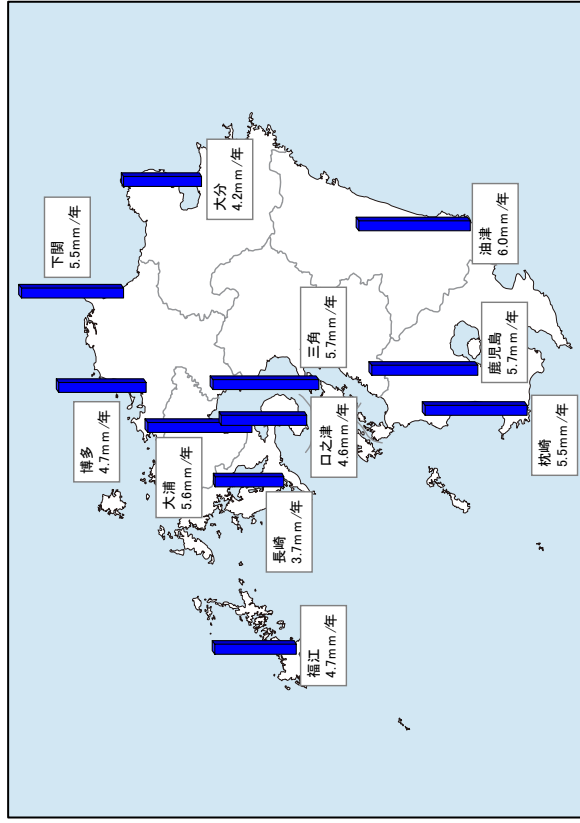 下関
5.5mm/年
大分
4.2mm/年
博多
4.7mm/年
大浦
5.6mm/年
三角
5.7mm/年
口之津
4.6mm/年
長崎
3.7mm/年
福江
4.7mm/年
油津
6.0mm/年
鹿児島
5.7mm/年
枕崎
5.5mm/年